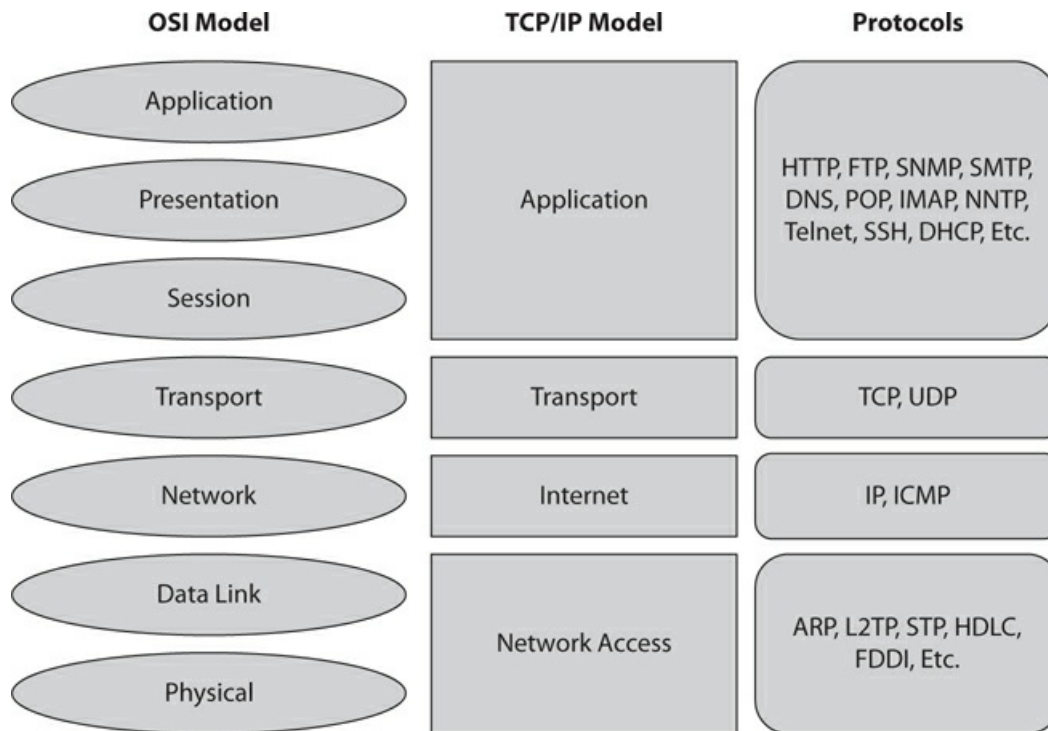 OSI Model
TCP/IP Model
Protocols
Application
Presentation
Session
Transport
Network
Data Link
Physical
Application
Transport
Internet
Network Access
HTTP, FTP, SNMP, SMTP,
DNS, POP, IMAP, NNTP,
Telnet, SSH, DHCP, Etc.
TCP, UDP
IP, ICMP
ARP, L2TP, STP, HDLC,
FDDI, Etc.